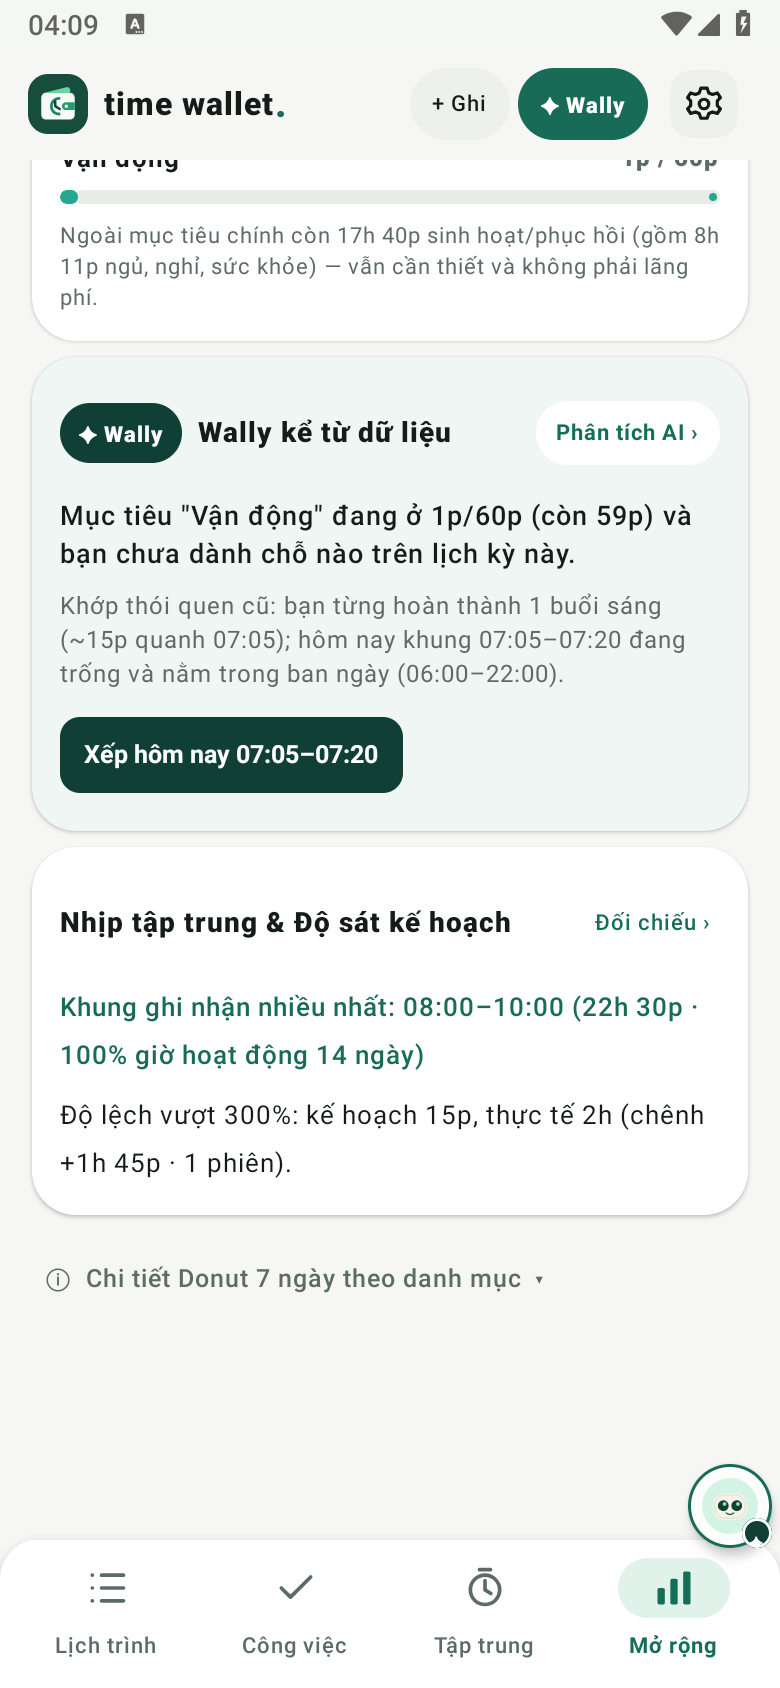 04:09
time wallet.
+ Ghi
Wally
Vận động
1p / 60p
Ngoài mục tiêu chính còn 17h 40p sinh hoạt/phục hồi (gồm 8h
11p ngủ, nghỉ, sức khỏe) — vẫn cần thiết và không phải lãng
phí.
Wally
Wally kể từ dữ liệu
Phân tích AI ›
Mục tiêu "Vận động" đang ở 1p/60p (còn 59p) và
bạn chưa dành chỗ nào trên lịch kỳ này.
Khớp thói quen cũ: bạn từng hoàn thành 1 buổi sáng
(~15p quanh 07:05); hôm nay khung 07:05–07:20 đang
trống và nằm trong ban ngày (06:00–22:00).
Xếp hôm nay 07:05–07:20
Nhịp tập trung & Độ sát kế hoạch
Đối chiếu ›
Khung ghi nhận nhiều nhất: 08:00–10:00 (22h 30p ·
100% giờ hoạt động 14 ngày)
Độ lệch vượt 300%: kế hoạch 15p, thực tế 2h (chênh
+1h 45p · 1 phiên).
Chi tiết Donut 7 ngày theo danh mục ▾
Lịch trình
Công việc
Tập trung
Mở rộng